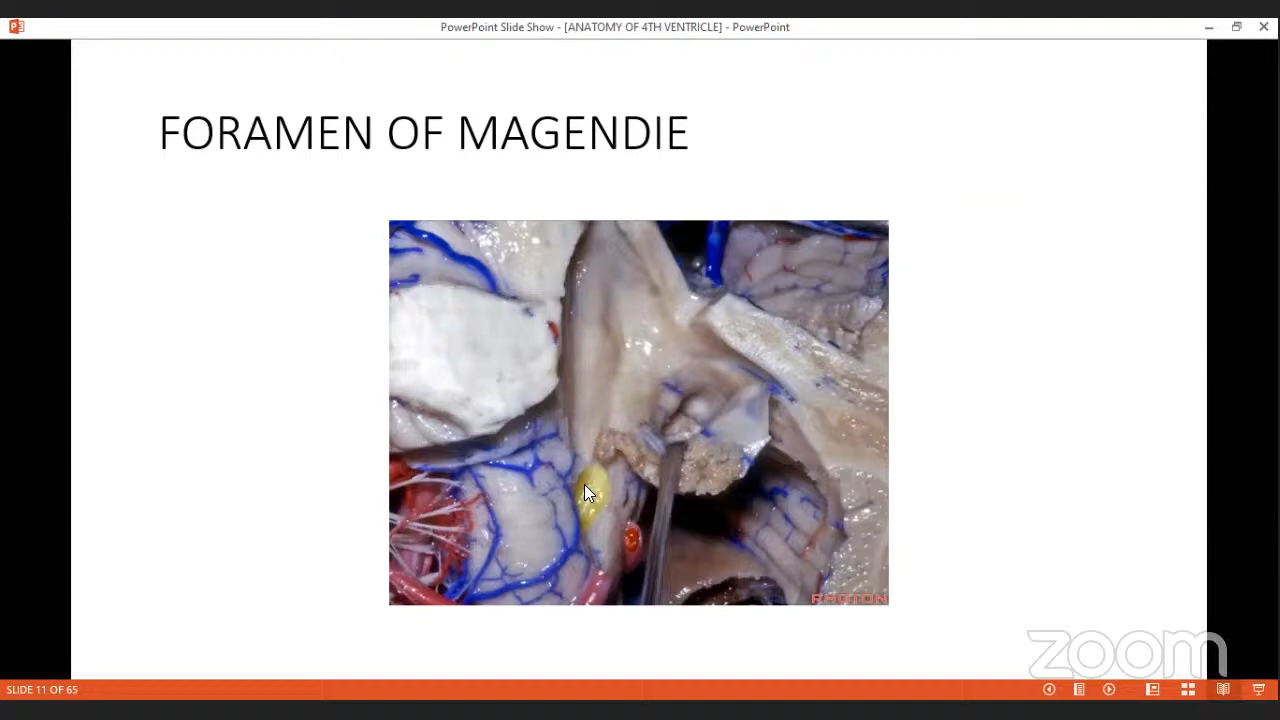 PowerPoint Slide Show - [ANATOMY OF 4TH VENTRICLE] - PowerPoint
FORAMEN OF MAGENDIE
RHOTON
zoom
SLIDE 11 OF 65